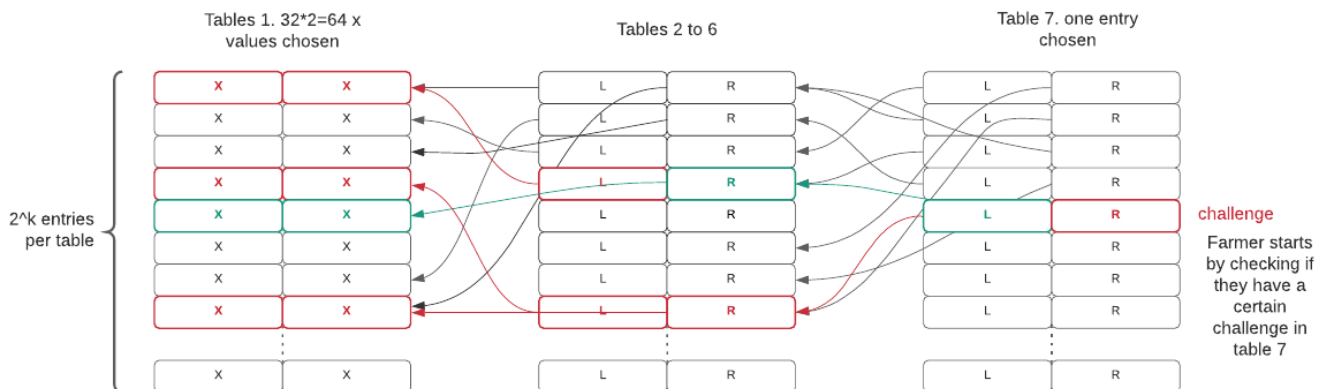 Tables 1. 32*2=64 x
values chosen
Tables 2 to 6
Table 7. one entry
chosen
X X L R L R
X X L R L R
X X L R L R
X X L R L R
X X L R L R
X X L R L R
X X L R L R
X X L R L R
X X L R L R
2^k entries
per table
challenge
Farmer starts
by checking if
they have a
certain
challenge in
table 7